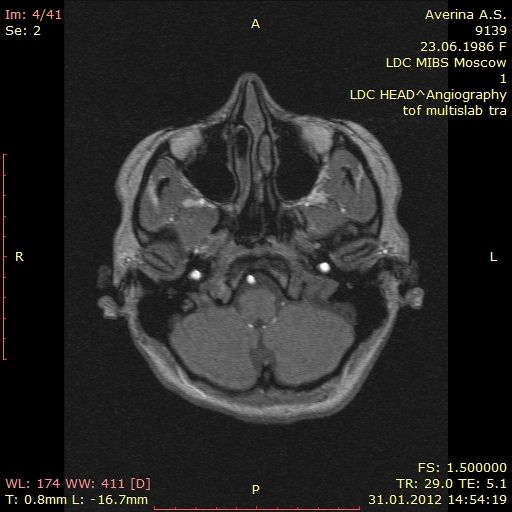 Im: 4/41
Se: 2
A
Averina A.S.
9139
23.06.1986 F
LDC MIBS Moscow
1
LDC HEAD^Angiography
tof multislab tra
R
L
WL: 174 WW: 411 [D]
T: 0.8mm L: -16.7mm
P
FS: 1.500000
TR: 29.0 TE: 5.1
31.01.2012 14:54:19